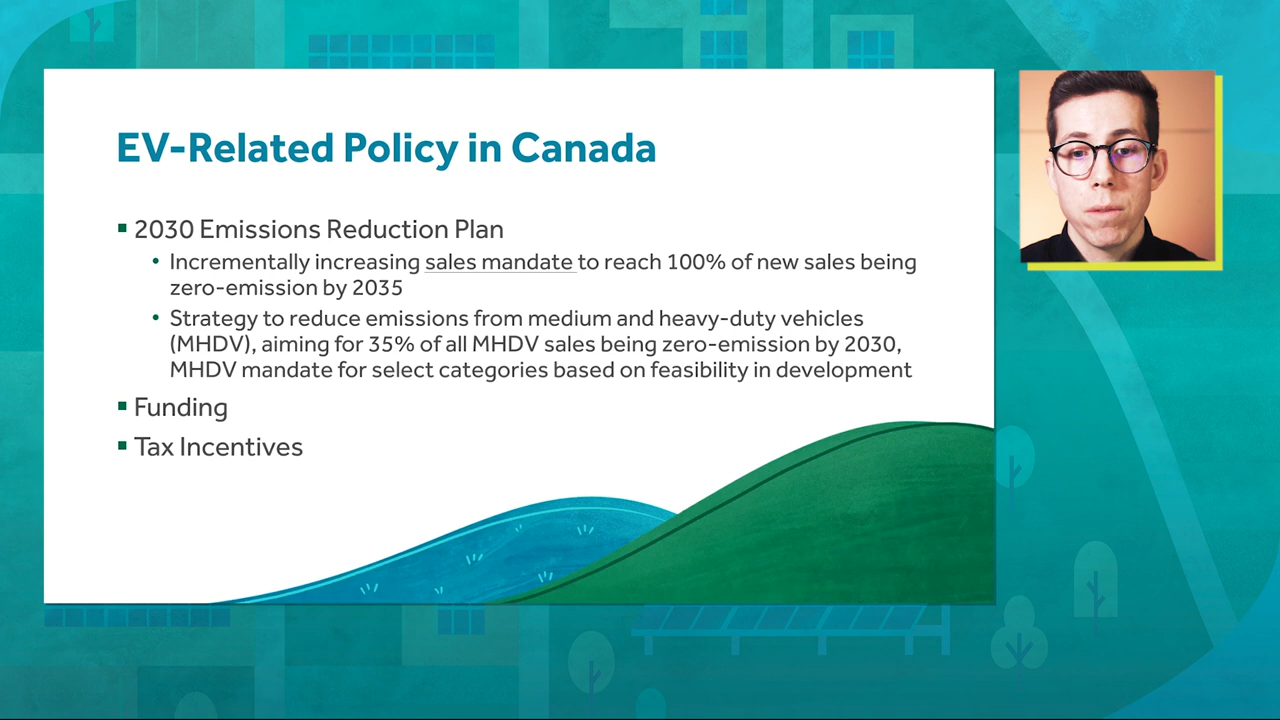 EV-Related Policy in Canada
▪ 2030 Emissions Reduction Plan
• Incrementally increasing sales mandate to reach 100% of new sales being
zero-emission by 2035
• Strategy to reduce emissions from medium and heavy-duty vehicles
(MHDV), aiming for 35% of all MHDV sales being zero-emission by 2030,
MHDV mandate for select categories based on feasibility in development
▪ Funding
▪ Tax Incentives